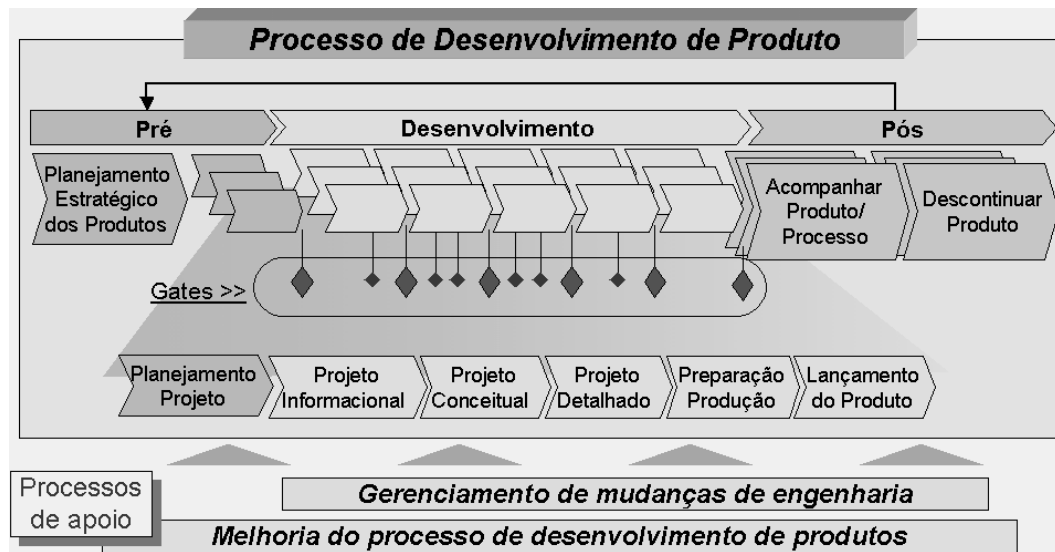 Processo de Desenvolvimento de Produto
Pré
Desenvolvimento
Pós
Planejamento
Estratégico
dos Produtos
Acompanhar
Produto/
Processo
Descontinuar
Produto
Gates >>
Planejamento
Projeto
Projeto
Informacional
Projeto
Conceitual
Projeto
Detalhado
Preparação
Produção
Lançamento
do Produto
Processos
de apoio
Gerenciamento de mudanças de engenharia
Melhoria do processo de desenvolvimento de produtos